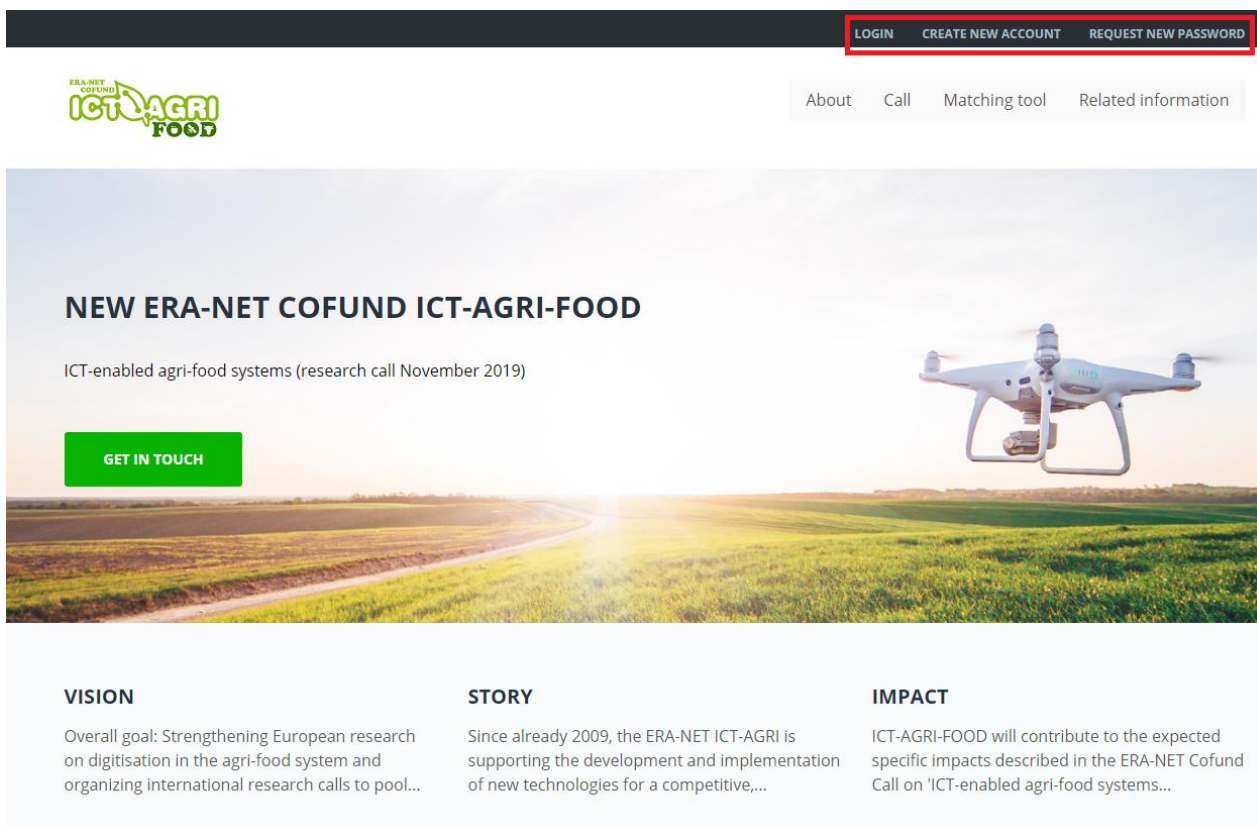 LOGIN CREATE NEW ACCOUNT REQUEST NEW PASSWORD
ERA-NET
COFUND
ICT AGRI
FOOD
About Call Matching tool Related information
NEW ERA-NET COFUND ICT-AGRI-FOOD
ICT-enabled agri-food systems (research call November 2019)
GET IN TOUCH
VISION
Overall goal: Strengthening European research
on digitisation in the agri-food system and
organizing international research calls to pool...
STORY
Since already 2009, the ERA-NET ICT-AGRI is
supporting the development and implementation
of new technologies for a competitive,...
IMPACT
ICT-AGRI-FOOD will contribute to the expected
specific impacts described in the ERA-NET Cofund
Call on 'ICT-enabled agri-food systems...